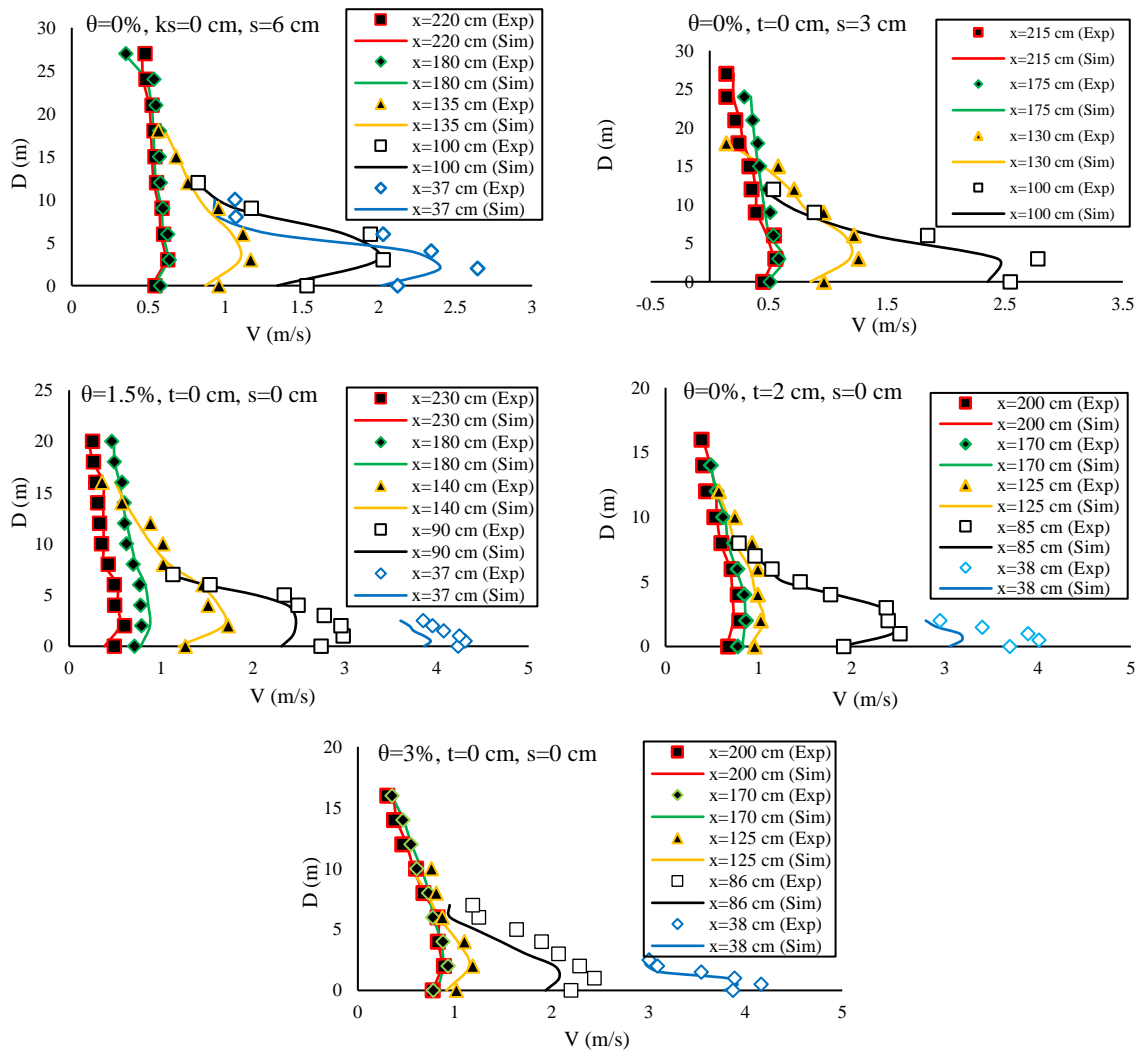 θ=0%, ks=0 cm, s=6 cm
x=220 cm (Exp)
x=220 cm (Sim)
x=180 cm (Exp)
x=180 cm (Sim)
x=135 cm (Exp)
x=135 cm (Sim)
x=100 cm (Exp)
x=100 cm (Sim)
x=37 cm (Exp)
x=37 cm (Sim)
D (m)
30
25
20
15
10
5
0
0 0.5 1 1.5 2 2.5 3
V (m/s)
θ=0%, t=0 cm, s=3 cm
x=215 cm (Exp)
x=215 cm (Sim)
x=175 cm (Exp)
x=175 cm (Sim)
x=130 cm (Exp)
x=130 cm (Sim)
x=100 cm (Exp)
x=100 cm (Sim)
D (m)
30
25
20
15
10
5
0
-0.5 0.5 1.5 2.5 3.5
V (m/s)
θ=1.5%, t=0 cm, s=0 cm
x=230 cm (Exp)
x=230 cm (Sim)
x=180 cm (Exp)
x=180 cm (Sim)
x=140 cm (Exp)
x=140 cm (Sim)
x=90 cm (Exp)
x=90 cm (Sim)
x=37 cm (Exp)
x=37 cm (Sim)
D (m)
25
20
15
10
5
0
0 1 2 3 4 5
V (m/s)
θ=0%, t=2 cm, s=0 cm
x=200 cm (Exp)
x=200 cm (Sim)
x=170 cm (Exp)
x=170 cm (Sim)
x=125 cm (Exp)
x=125 cm (Sim)
x=85 cm (Exp)
x=85 cm (Sim)
x=38 cm (Exp)
x=38 cm (Sim)
D (m)
20
15
10
5
0
0 1 2 3 4 5
V (m/s)
θ=3%, t=0 cm, s=0 cm
x=200 cm (Exp)
x=200 cm (Sim)
x=170 cm (Exp)
x=170 cm (Sim)
x=125 cm (Exp)
x=125 cm (Sim)
x=86 cm (Exp)
x=86 cm (Sim)
x=38 cm (Exp)
x=38 cm (Sim)
D (m)
20
15
10
5
0
0 1 2 3 4 5
V (m/s)